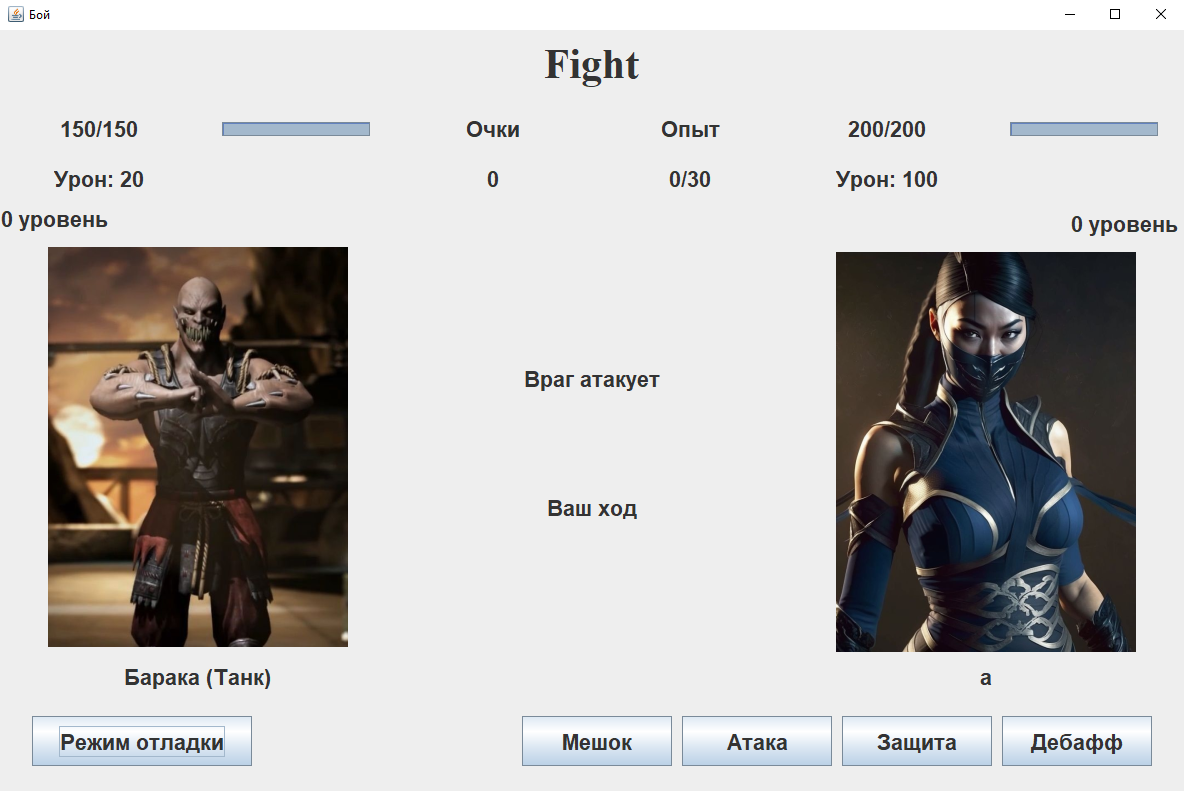 Бой
Fight
150/150 Очки Опыт 200/200
Урон: 20 0 0/30 Урон: 100
0 уровень 0 уровень
Враг атакует
Ваш ход
Барака (Танк) а
Режим отладки Мешок Атака Защита Дебафф